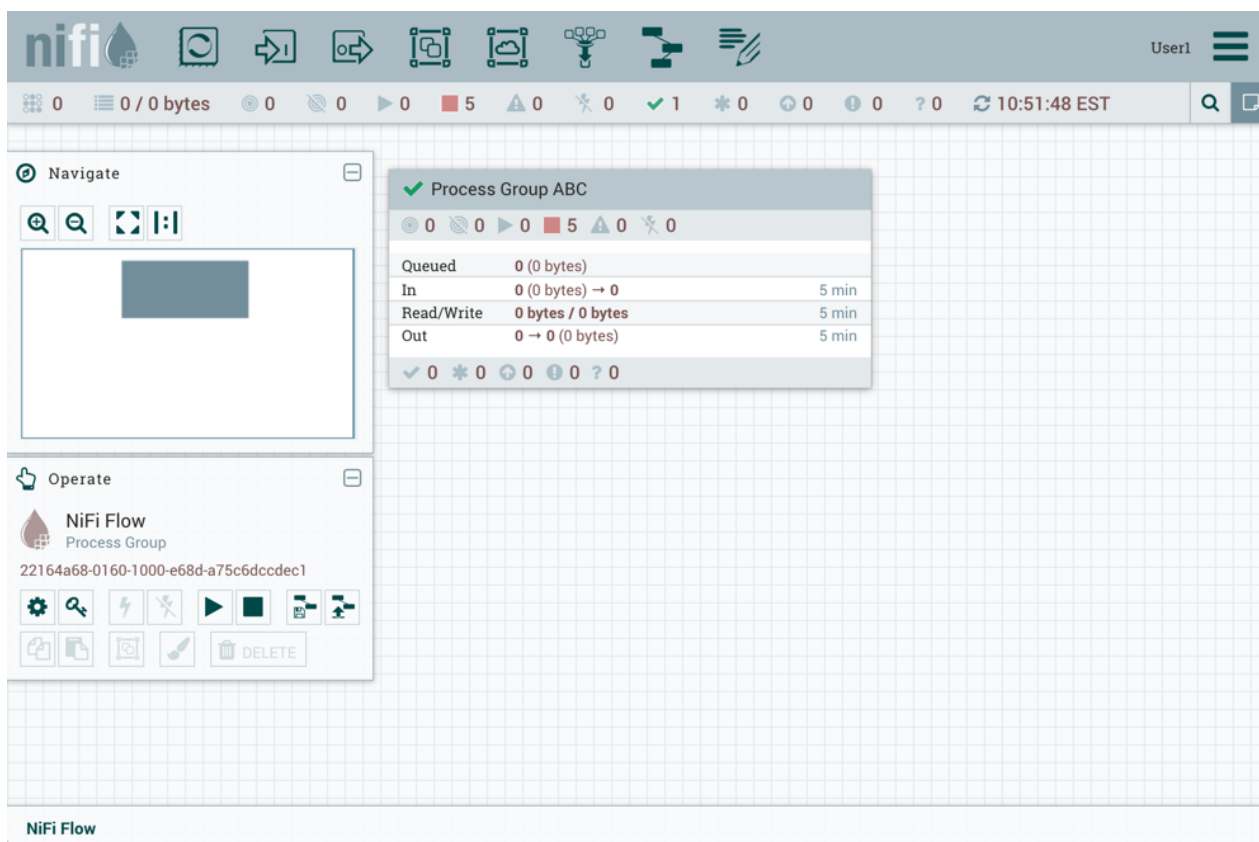 nifi
User1
0 0 / 0 bytes 0 0 0 5 0 0 1 0 0 0 ? 0 10:51:48 EST
Navigate
Process Group ABC
0 0 0 5 0 0
Queued 0 (0 bytes)
In 0 (0 bytes) → 0 5 min
Read/Write 0 bytes / 0 bytes 5 min
Out 0 → 0 (0 bytes) 5 min
0 0 0 0 ? 0
Operate
NiFi Flow
Process Group
22164a68-0160-1000-e68d-a75c6dccdec1
DELETE
NiFi Flow